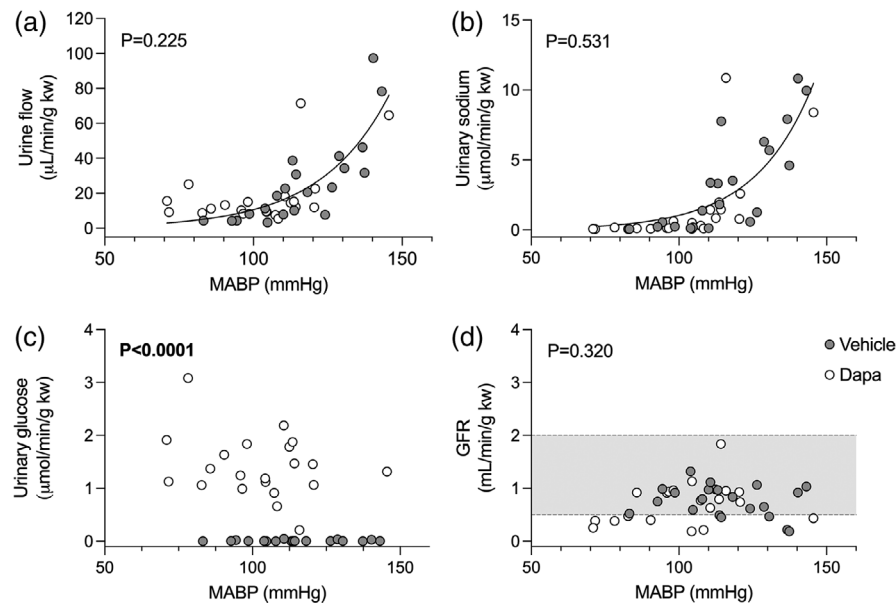 (a)
P=0.225
Urine flow
(μL/min/g kw)
120
100
80
60
40
20
0
50
100
150
MABP (mmHg)
(b)
P=0.531
Urinary sodium
(μmol/min/g kw)
15
10
5
0
50
100
150
MABP (mmHg)
(c)
P<0.0001
Urinary glucose
(μmol/min/g kw)
4
3
2
1
0
50
100
150
MABP (mmHg)
(d)
P=0.320
GFR
(mL/min/g kw)
4
3
2
1
0
50
100
150
MABP (mmHg)
Vehicle
Dapa